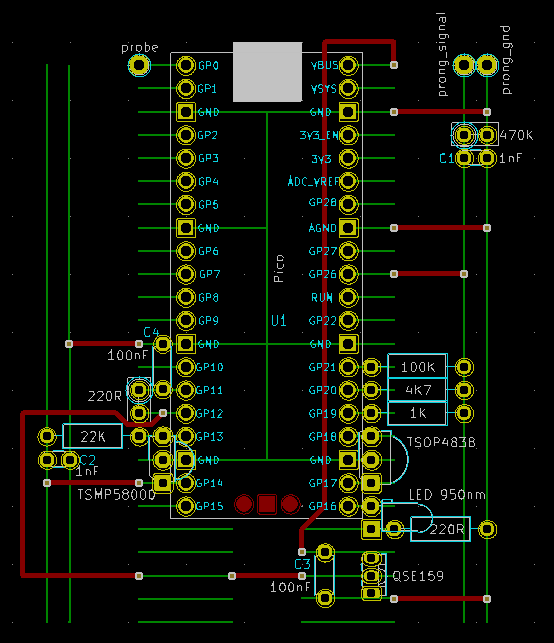 probe
prong_signal
prong_gnd
GP0
VBUS
GP1
VSYS
GND
GND
GP2
3V3_EN
470K
GP3
3V3
C1
1nF
GP4
ADC_VREF
GP5
GP28
GND
AGND
GP6
GP27
Pico
GP7
GP26
GP8
RUN
GP9
GP22
U1
C4
GND
GND
100nF
GP10
GP21
100K
220R
GP11
GP20
4K7
GP12
GP19
1k
22K
GP13
GP18
TSOP4838
C2
GND
GND
1nF
GP14
GP17
TSMP58000
LED 950nm
GP15
GP16
220R
C3
100nF
QSE159